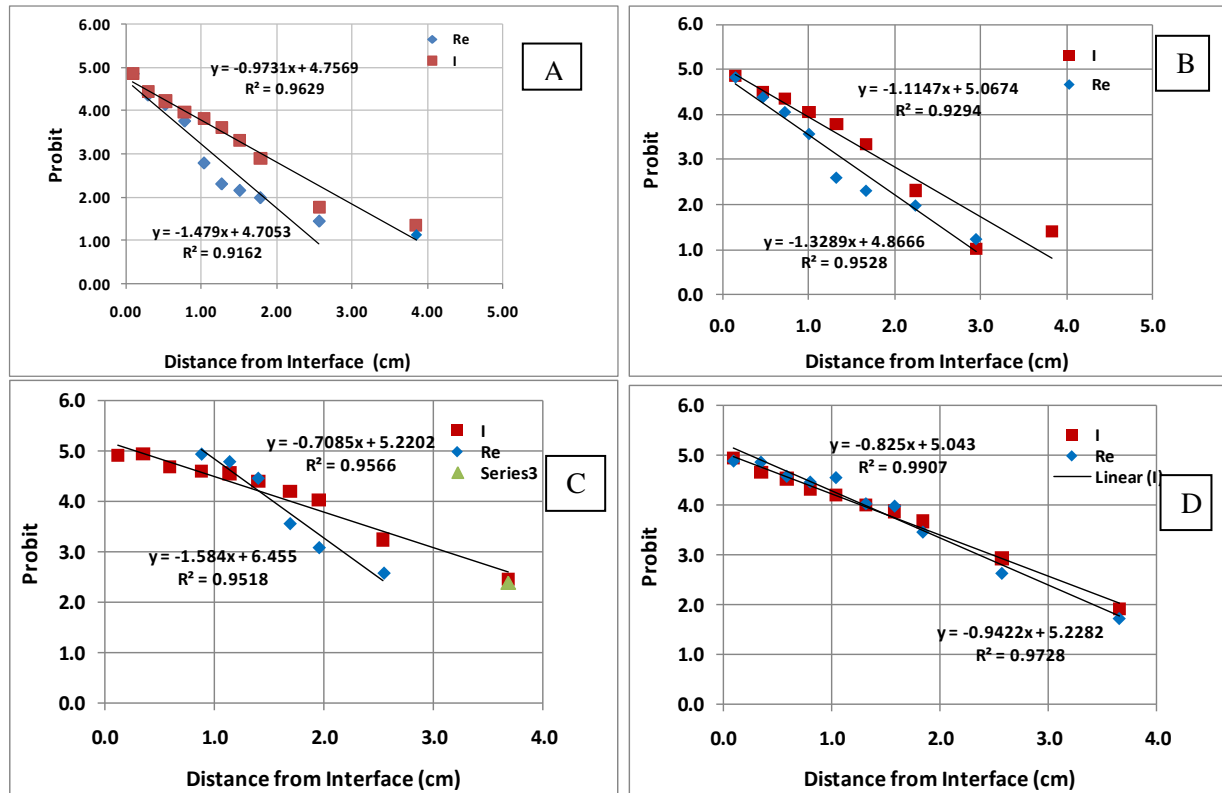 6.00
5.00
4.00
3.00
2.00
1.00
0.00
Probit
Re
I
A
y = -0.9731x + 4.7569
R² = 0.9629
y = -1.479x + 4.7053
R² = 0.9162
0.00 1.00 2.00 3.00 4.00 5.00
Distance from Interface (cm)
6.0
5.0
4.0
3.0
2.0
1.0
0.0
Probit
I
Re
B
y = -1.1147x + 5.0674
R² = 0.9294
y = -1.3289x + 4.8666
R² = 0.9528
0.0 1.0 2.0 3.0 4.0 5.0
Distance from Interface (cm)
6.0
5.0
4.0
3.0
2.0
1.0
0.0
Probit
I
Re
Series3
C
y = -0.7085x + 5.2202
R² = 0.9566
y = -1.584x + 6.455
R² = 0.9518
0.0 1.0 2.0 3.0 4.0
Distance from Interface (cm)
6.0
5.0
4.0
3.0
2.0
1.0
0.0
Probit
I
Re
Linear (I)
D
y = -0.825x + 5.043
R² = 0.9907
y = -0.9422x + 5.2282
R² = 0.9728
0.0 1.0 2.0 3.0 4.0
Distance from Interface (cm)